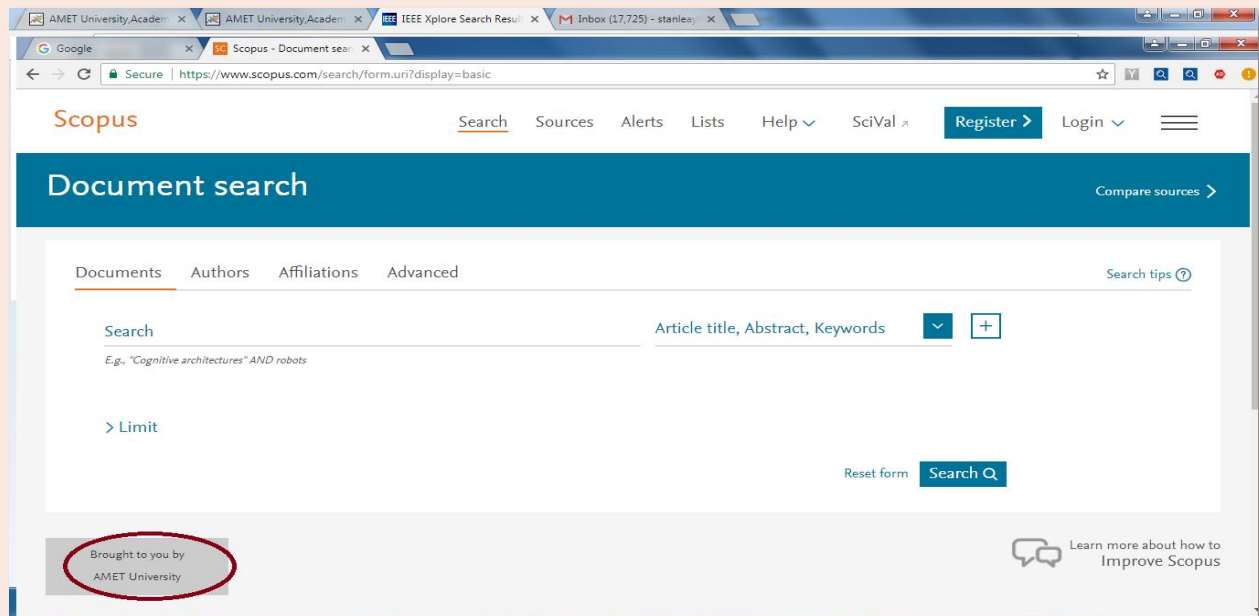 AMET University,Academ
AMET University,Academ
IEEE IEEE Xplore Search Resul
Inbox (17,725) - stanleay
G Google
SC Scopus - Document sear
Secure https://www.scopus.com/search/form.uri?display=basic
Scopus
Search Sources Alerts Lists Help SciVal Register Login
Document search
Compare sources
Documents Authors Affiliations Advanced
Search tips
Search
Article title, Abstract, Keywords
E.g., "Cognitive architectures" AND robots
Limit
Reset form Search
Brought to you by
AMET University
Learn more about how to
Improve Scopus